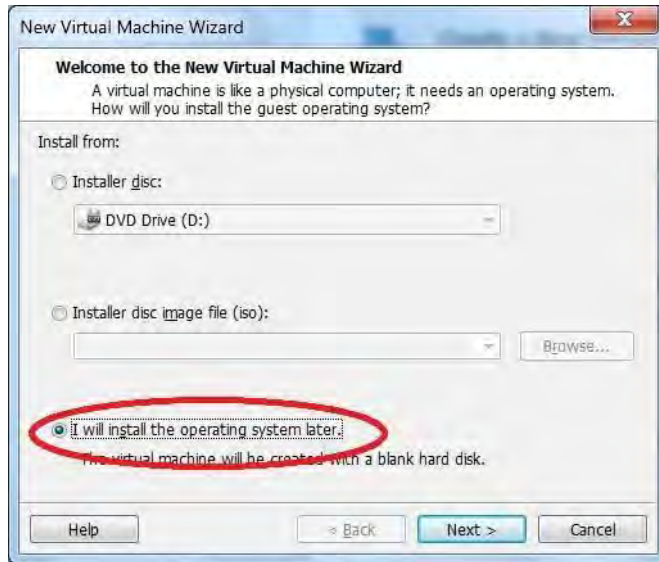 New Virtual Machine Wizard
Welcome to the New Virtual Machine Wizard
A virtual machine is like a physical computer; it needs an operating system.
How will you install the guest operating system?
Install from:
Installer disc:
DVD Drive (D:)
Installer disc image file (iso):
Browse...
I will install the operating system later.
The virtual machine will be created with a blank hard disk.
Help
< Back
Next >
Cancel